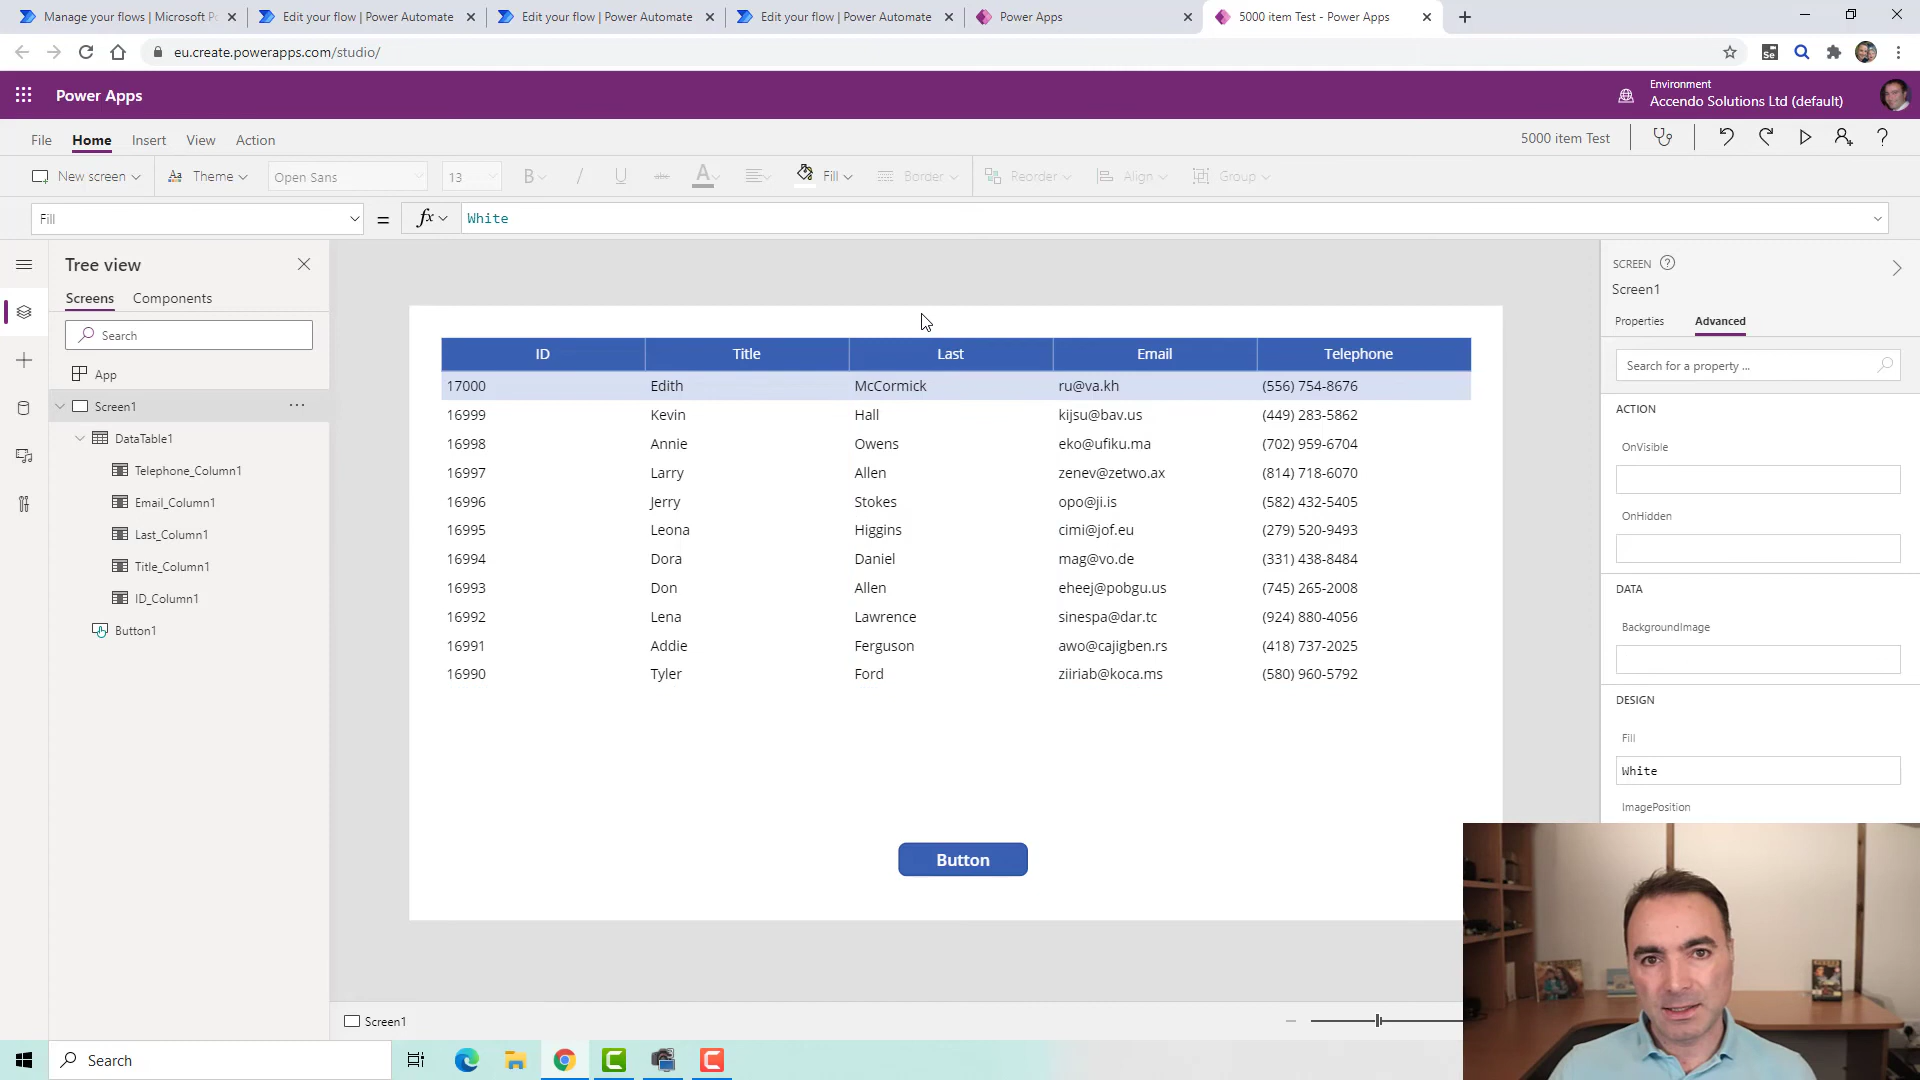 Manage your flows | Microsoft Po
Edit your flow | Power Automate
Edit your flow | Power Automate
Edit your flow | Power Automate
Power Apps
5000 item Test - Power Apps
eu.create.powerapps.com/studio/
Se
Power Apps
Environment
Accendo Solutions Ltd (default)
File
Home
Insert
View
Action
5000 item Test
New screen
Aa Theme
Open Sans
13
B
I
U
abc
A
Fill
Border
Reorder
Align
Group
Fill
=
fx
White
Tree view
Screens
Components
Search
App
Screen1
DataTable1
Telephone_Column1
Email_Column1
Last_Column1
Title_Column1
ID_Column1
Button1
ID Title Last Email Telephone
17000 Edith McCormick ru@va.kh (556) 754-8676
16999 Kevin Hall kijsu@bav.us (449) 283-5862
16998 Annie Owens eko@ufiku.ma (702) 959-6704
16997 Larry Allen zenev@zetwo.ax (814) 718-6070
16996 Jerry Stokes opo@ji.is (582) 432-5405
16995 Leona Higgins cimi@jof.eu (279) 520-9493
16994 Dora Daniel mag@vo.de (331) 438-8484
16993 Don Allen eheej@pobgu.us (745) 265-2008
16992 Lena Lawrence sinespa@dar.tc (924) 880-4056
16991 Addie Ferguson awo@cajigben.rs (418) 737-2025
16990 Tyler Ford ziiriab@koca.ms (580) 960-5792
Button
SCREEN
Screen1
Properties
Advanced
Search for a property ...
ACTION
OnVisible
OnHidden
DATA
BackgroundImage
DESIGN
Fill
White
ImagePosition
Screen1
Search